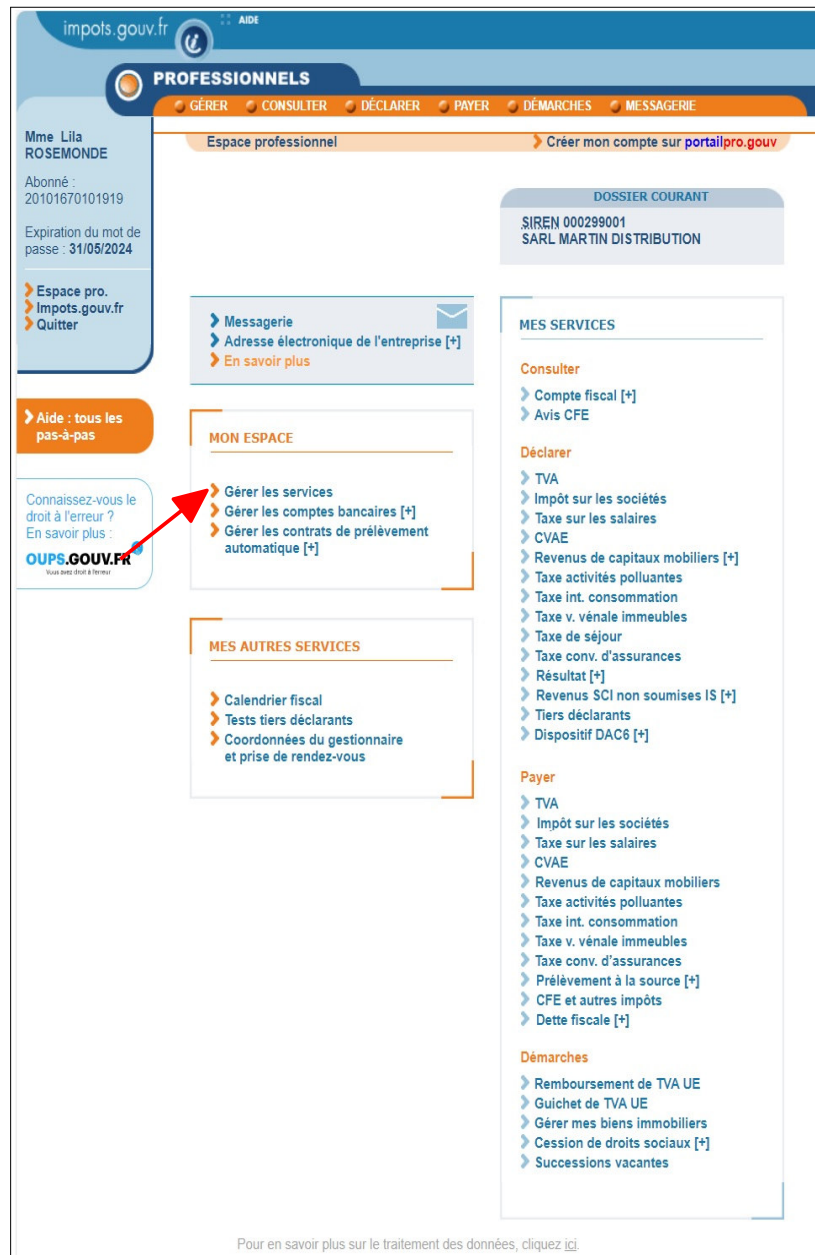 impots.gouv.fr
AIDE
PROFESSIONNELS
GÉRER CONSULTER DÉCLARER PAYER DÉMARCHES MESSAGERIE
Mme Lila
ROSEMONDE
Abonné :
20101670101919
Expiration du mot de
passe : 31/05/2024
Espace pro.
Impots.gouv.fr
Quitter
Aide : tous les
pas-à-pas
Connaissez-vous le
droit à l'erreur ?
En savoir plus :
OUPS.GOUV.FR
Vous avez droit à l'erreur
Espace professionnel
Créer mon compte sur portailpro.gouv
DOSSIER COURANT
SIREN 000299001
SARL MARTIN DISTRIBUTION
Messagerie
Adresse électronique de l'entreprise [+]
En savoir plus
MON ESPACE
Gérer les services
Gérer les comptes bancaires [+]
Gérer les contrats de prélèvement
automatique [+]
MES AUTRES SERVICES
Calendrier fiscal
Tests tiers déclarants
Coordonnées du gestionnaire
et prise de rendez-vous
MES SERVICES
Consulter
Compte fiscal [+]
Avis CFE
Déclarer
TVA
Impôt sur les sociétés
Taxe sur les salaires
CVAE
Revenus de capitaux mobiliers [+]
Taxe activités polluantes
Taxe int. consommation
Taxe v. vénale immeubles
Taxe de séjour
Taxe conv. d'assurances
Résultat [+]
Revenus SCI non soumises IS [+]
Tiers déclarants
Dispositif DAC6 [+]
Payer
TVA
Impôt sur les sociétés
Taxe sur les salaires
CVAE
Revenus de capitaux mobiliers
Taxe activités polluantes
Taxe int. consommation
Taxe v. vénale immeubles
Taxe conv. d'assurances
Prélèvement à la source [+]
CFE et autres impôts
Dette fiscale [+]
Démarches
Remboursement de TVA UE
Guichet de TVA UE
Gérer mes biens immobiliers
Cession de droits sociaux [+]
Successions vacantes
Pour en savoir plus sur le traitement des données, cliquez ici.